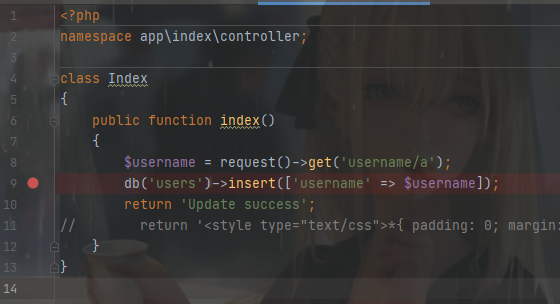 1 <?php
2 namespace app\index\controller;
3
4 class Index
5 {
6 public function index()
7 {
8 $username = request()->get('username/a');
9 db('users')->insert(['username' => $username]);
10 return 'Update success';
11 // return '<style type="text/css">*{ padding: 0; margin:
12 }
13 }
14